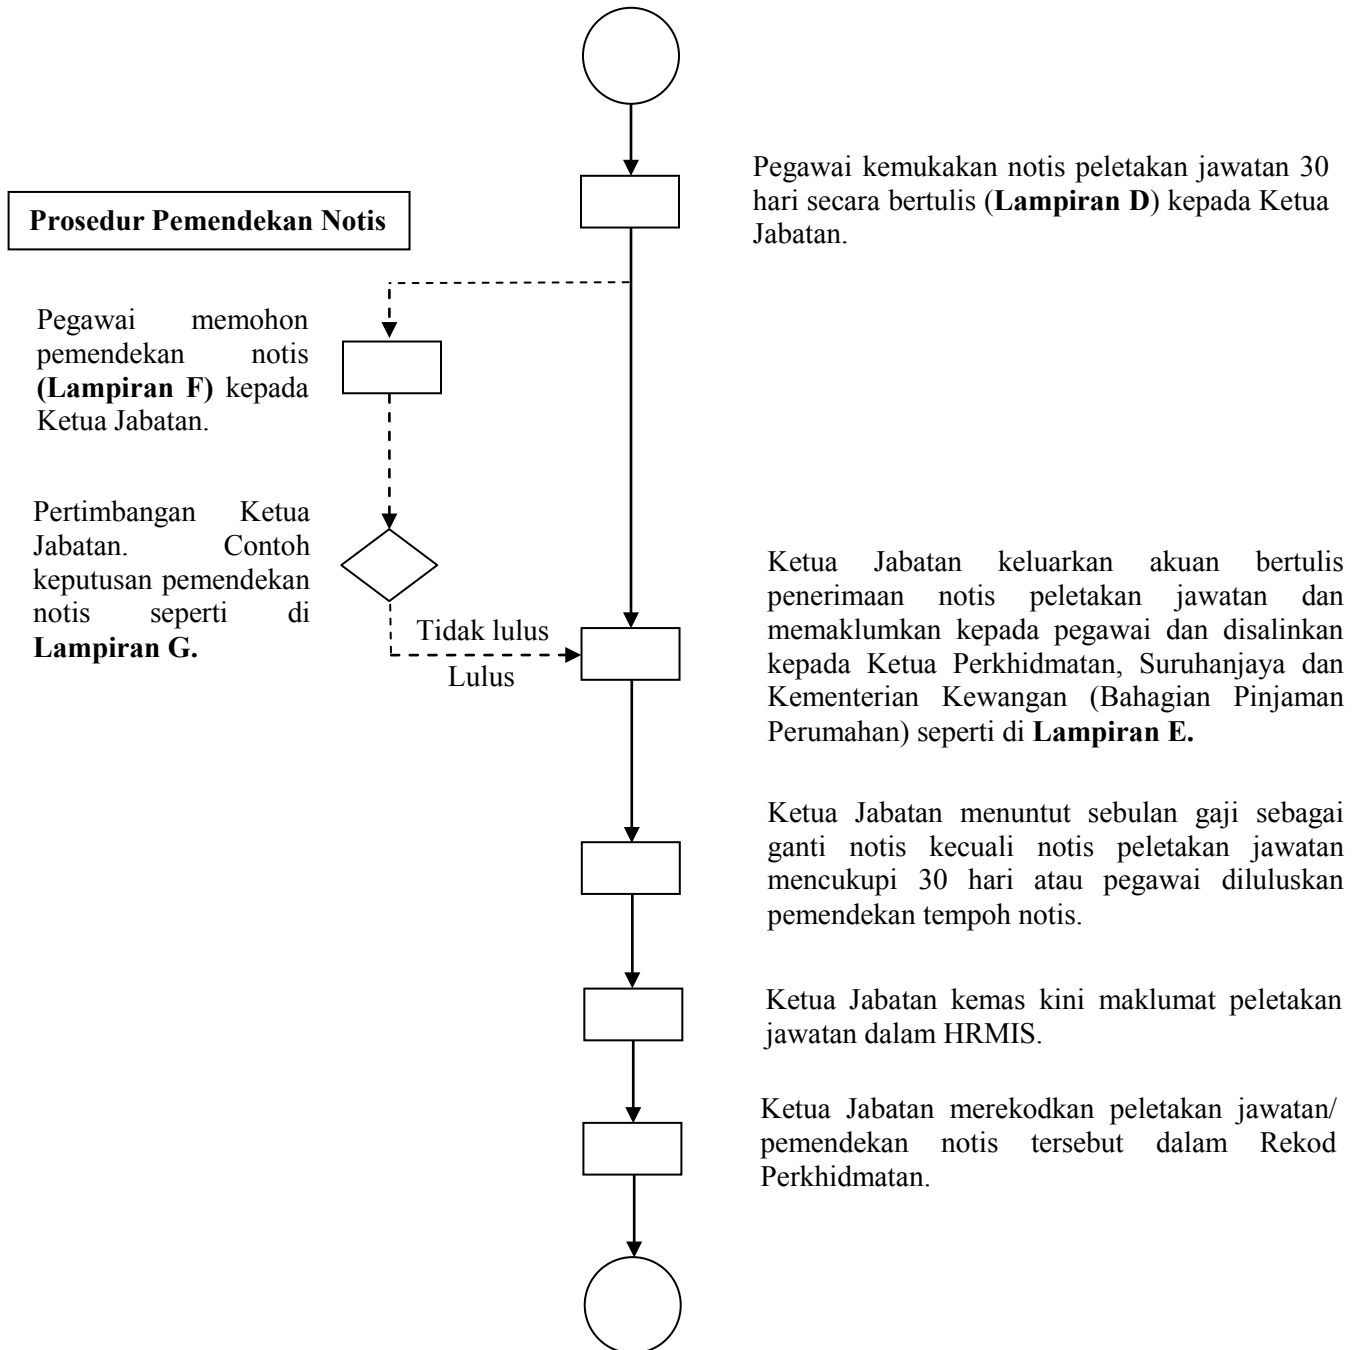 Pegawai kemukakan notis peletakan jawatan 30
hari secara bertulis (Lampiran D) kepada Ketua
Jabatan.
Prosedur Pemendekan Notis
Pegawai memohon
pemendekan notis
(Lampiran F) kepada
Ketua Jabatan.
Pertimbangan Ketua
Jabatan. Contoh
keputusan pemendekan
notis seperti di
Lampiran G.
Tidak lulus
Lulus
Ketua Jabatan keluarkan akuan bertulis
penerimaan notis peletakan jawatan dan
memaklumkan kepada pegawai dan disalinkan
kepada Ketua Perkhidmatan, Suruhanjaya dan
Kementerian Kewangan (Bahagian Pinjaman
Perumahan) seperti di Lampiran E.
Ketua Jabatan menuntut sebulan gaji sebagai
ganti notis kecuali notis peletakan jawatan
mencukupi 30 hari atau pegawai diluluskan
pemendekan tempoh notis.
Ketua Jabatan kemas kini maklumat peletakan
jawatan dalam HRMIS.
Ketua Jabatan merekodkan peletakan jawatan/
pemendekan notis tersebut dalam Rekod
Perkhidmatan.